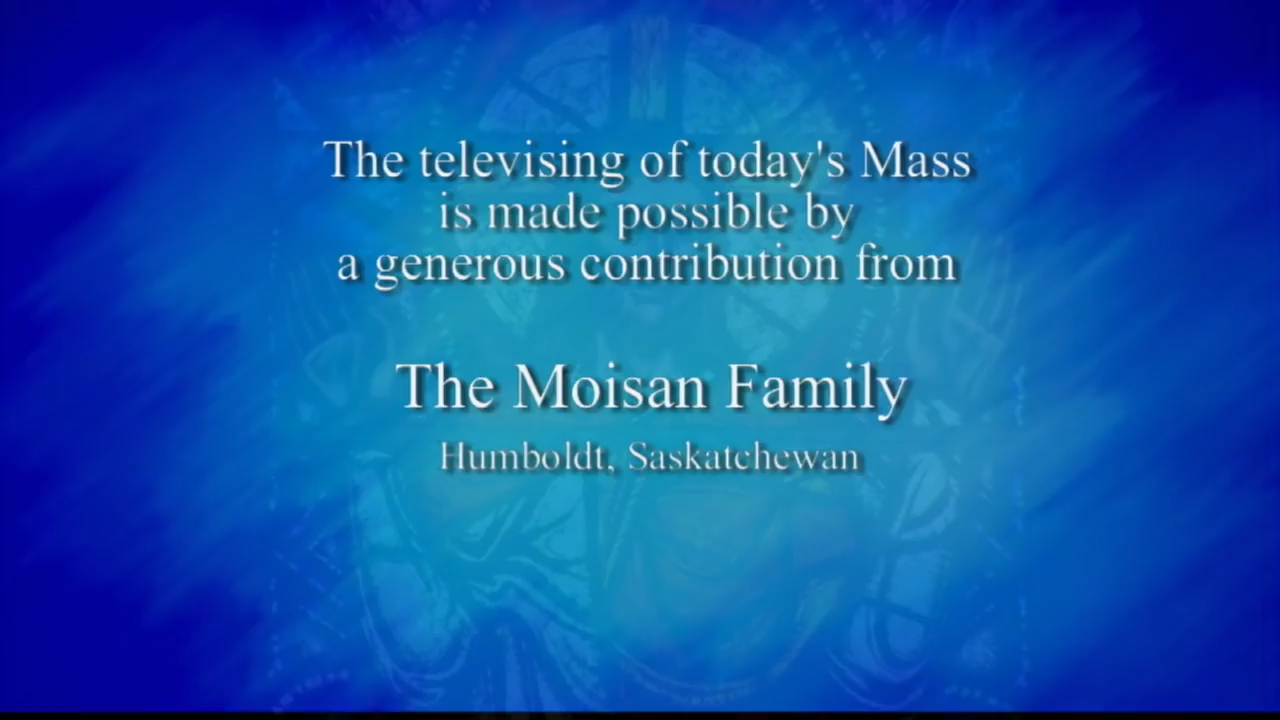 The televising of today's Mass
is made possible by
a generous contribution from
The Moisan Family
Humboldt, Saskatchewan